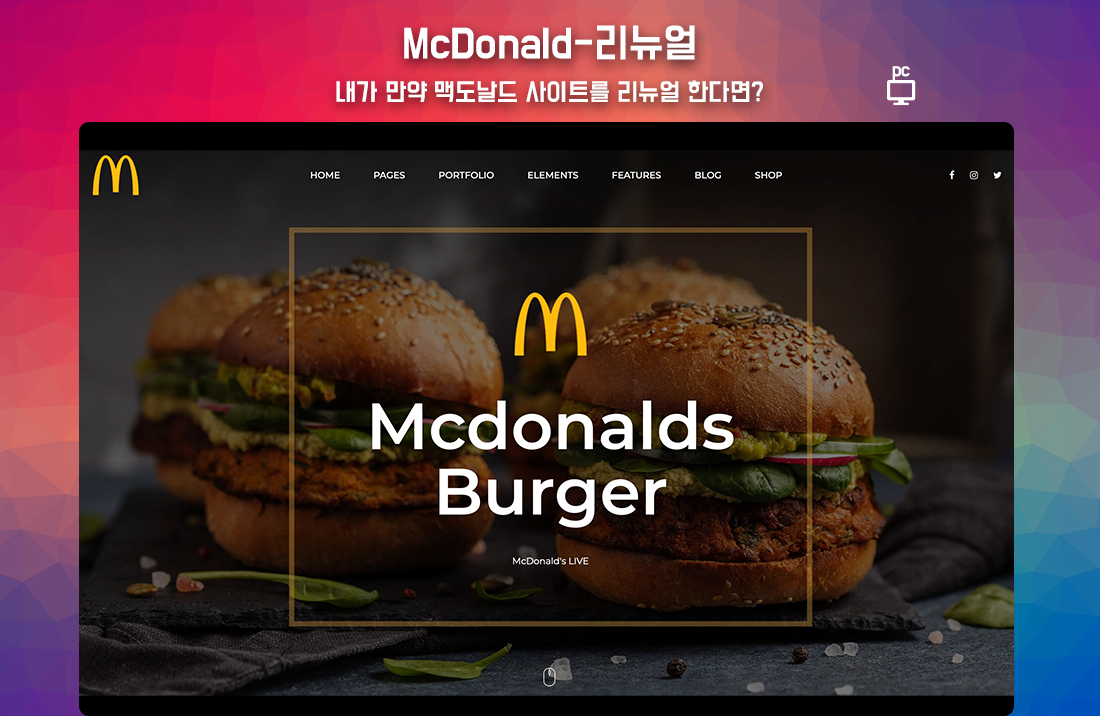 McDonald-리뉴얼
내가 만약 맥도날드 사이트를 리뉴얼 한다면?
PC
HOME PAGES PORTFOLIO ELEMENTS FEATURES BLOG SHOP
Mcdonalds
Burger
McDonald's LIVE